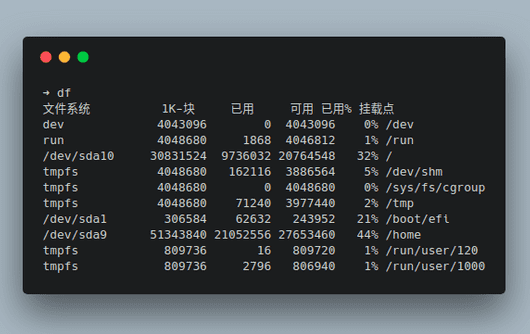 ➜ df
文件系统 1K-块 已用 可用 已用% 挂载点
dev 4043096 0 4043096 0% /dev
run 4048680 1868 4046812 1% /run
/dev/sda10 30831524 9736032 20764548 32% /
tmpfs 4048680 162116 3886564 5% /dev/shm
tmpfs 4048680 0 4048680 0% /sys/fs/cgroup
tmpfs 4048680 71240 3977440 2% /tmp
/dev/sda1 306584 62632 243952 21% /boot/efi
/dev/sda9 51343840 21052556 27653460 44% /home
tmpfs 809736 16 809720 1% /run/user/120
tmpfs 809736 2796 806940 1% /run/user/1000